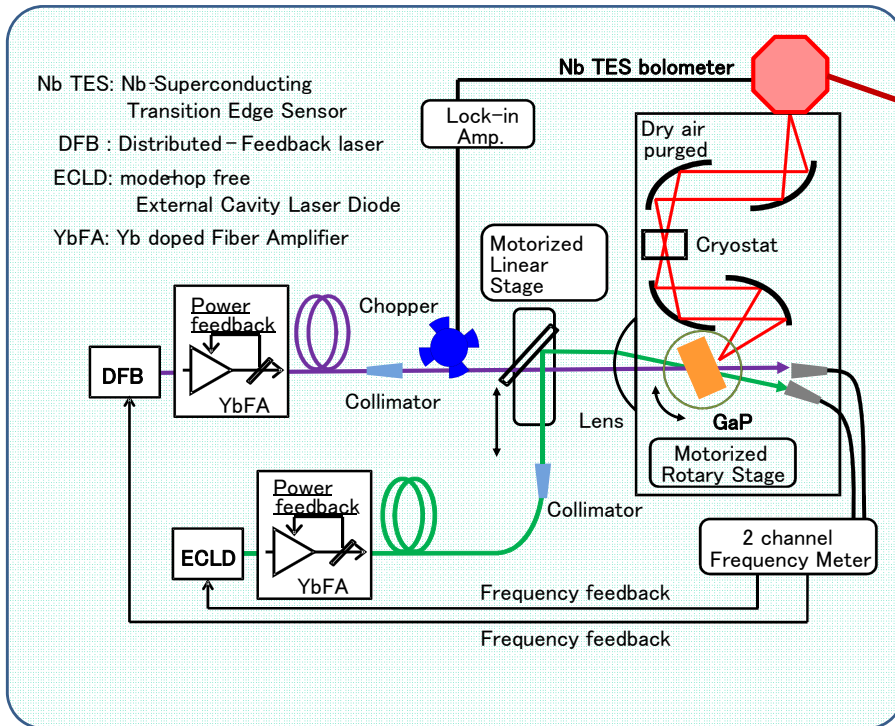 Nb TES: Nb-Superconducting
Transition Edge Sensor
DFB : Distributed-Feedback laser
ECLD: mode-hop free
External Cavity Laser Diode
YbFA: Yb doped Fiber Amplifier
Nb TES bolometer
Lock-in
Amp.
Dry air
purged
Cryostat
Motorized
Linear
Stage
Chopper
Power
feedback
DFB
YbFA
Collimator
Lens
GaP
Motorized
Rotary Stage
Power
feedback
Collimator
ECLD
YbFA
2 channel
Frequency Meter
Frequency feedback
Frequency feedback